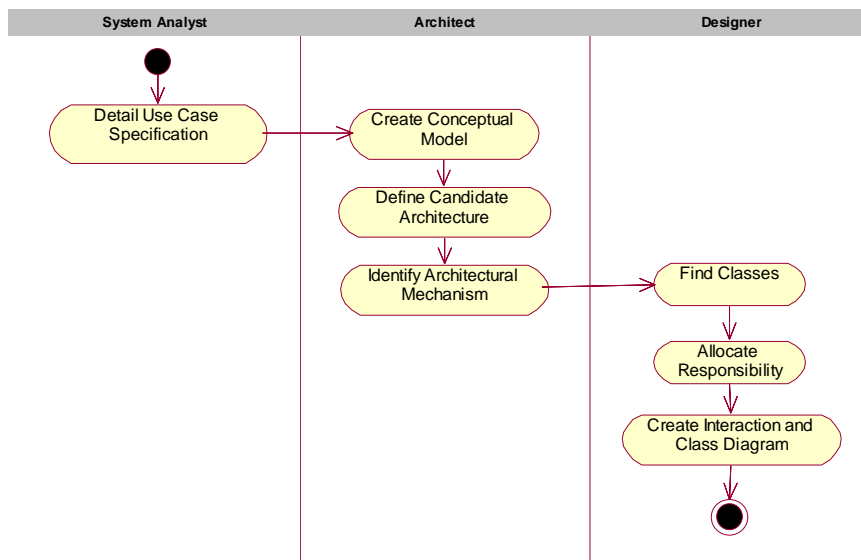 System Analyst
Architect
Designer
Detail Use Case
Specification
Create Conceptual
Model
Define Candidate
Architecture
Identify Architectural
Mechanism
Find Classes
Allocate
Responsibility
Create Interaction and
Class Diagram